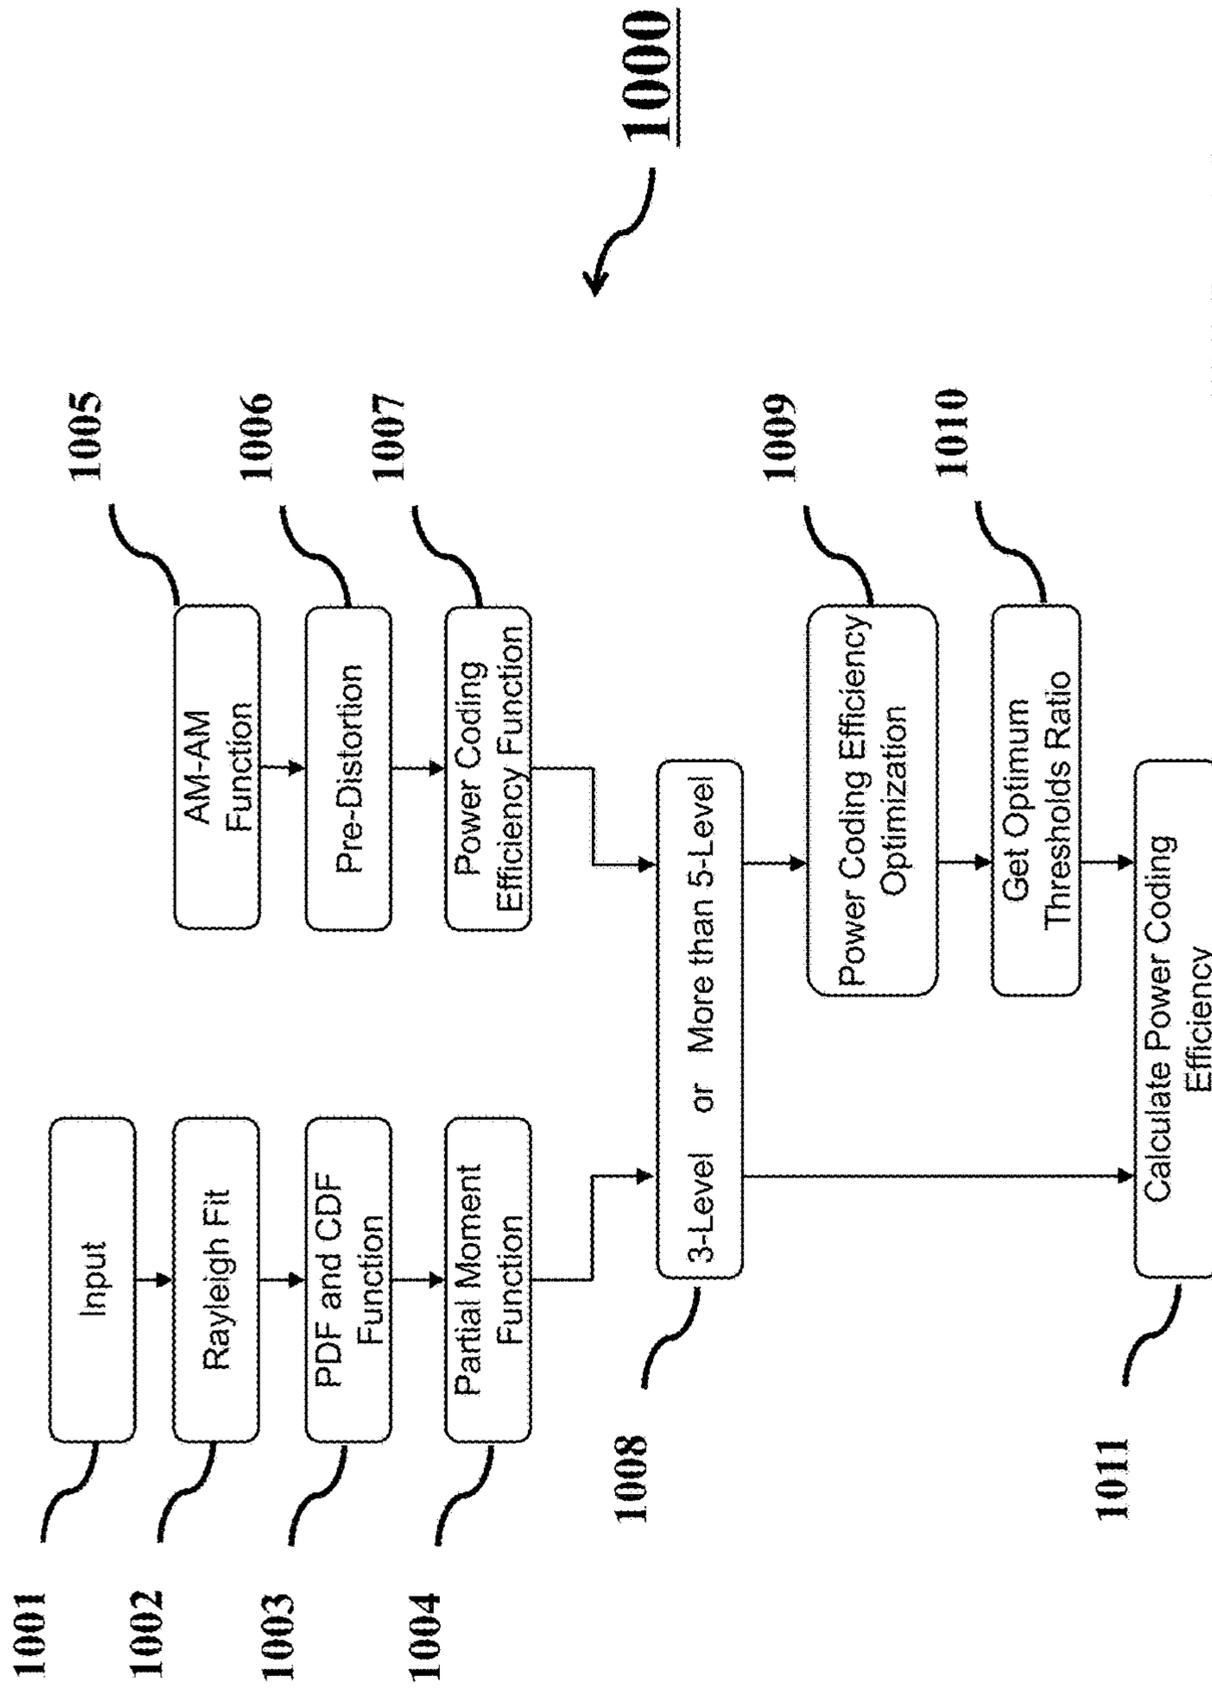 1000
1001
Input
1002
Rayleigh Fit
1003
PDF and CDF
Function
1004
Partial Moment
Function
1005
AM-AM
Function
1006
Pre-Distortion
1007
Power Coding
Efficiency Function
1008
3-Level or More than 5-Level
1009
Power Coding Efficiency
Optimization
1010
Get Optimum
Thresholds Ratio
1011
Calculate Power Coding
Efficiency